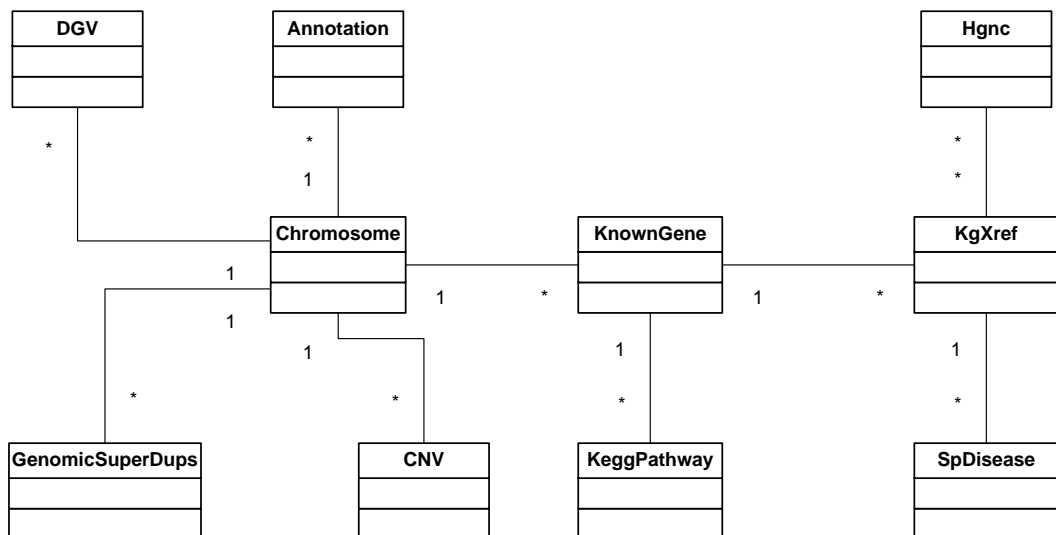 DGV
Annotation
Hgnc
*
*
*
1
*
Chromosome
KnownGene
KgXref
1
1
*
1
*
1
1
1
1
*
*
*
*
GenomicSuperDups
CNV
KeggPathway
SpDisease